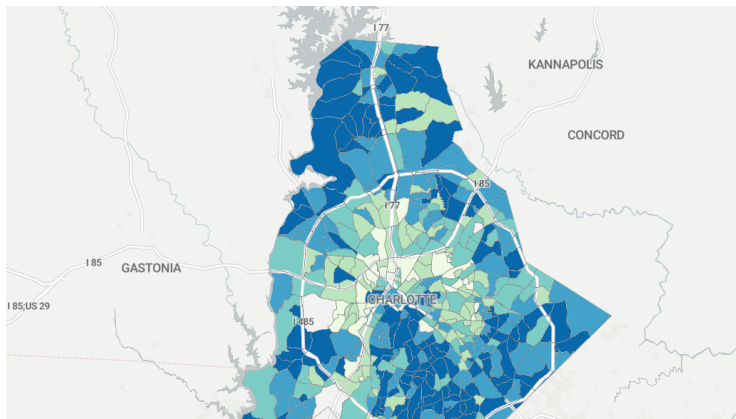 I 77
KANNAPOLIS
CONCORD
I 85
I 77
I 85
GASTONIA
CHARLOTTE
I 85;US 29
I 485